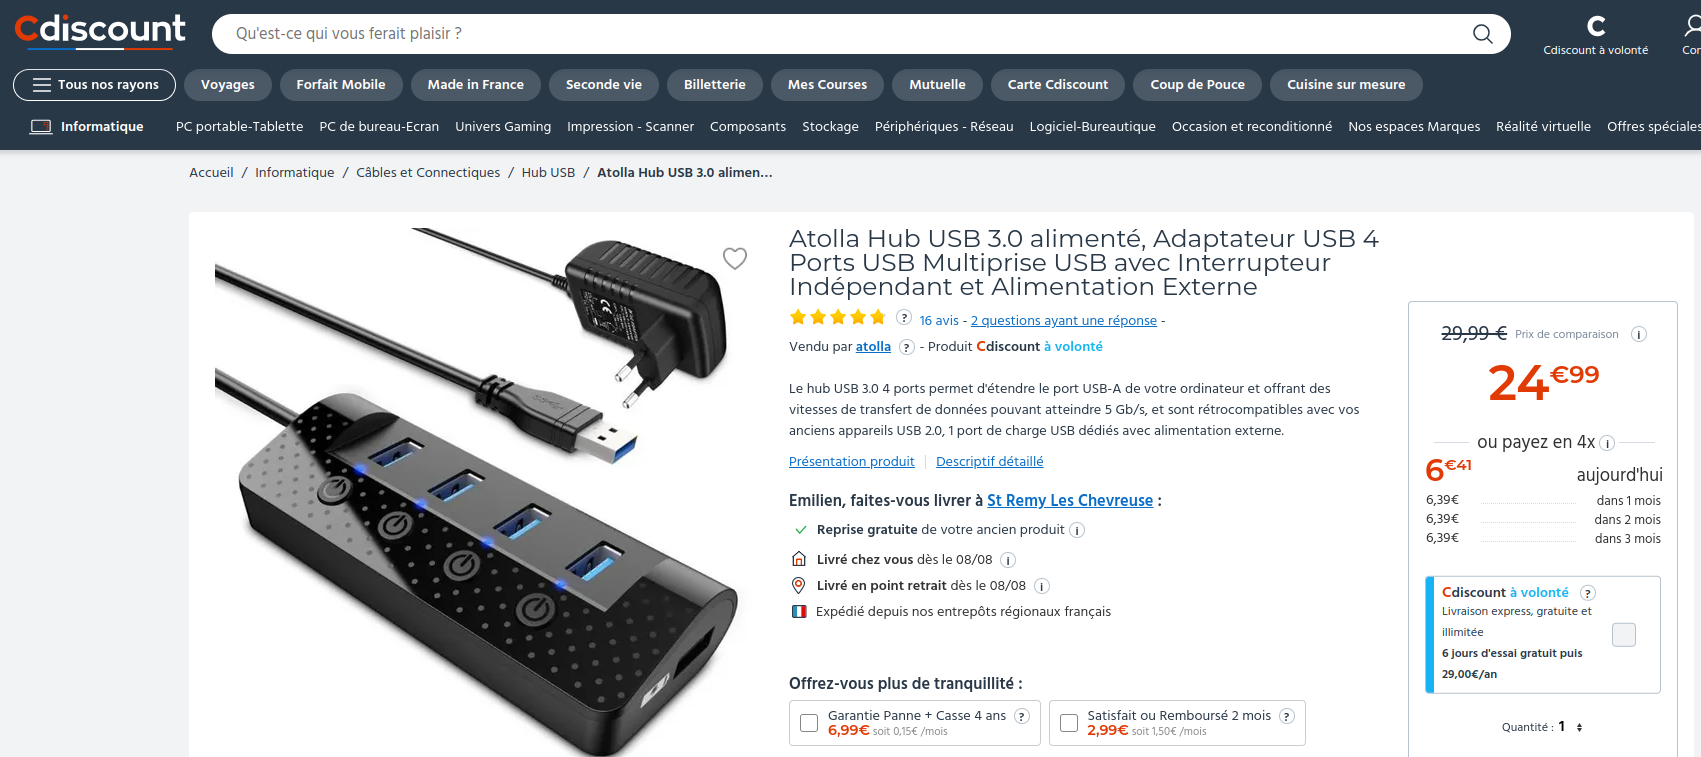 Cdiscount
Qu'est-ce qui vous ferait plaisir ?
Cdiscount à volonté
Tous nos rayons
Voyages
Forfait Mobile
Made in France
Seconde vie
Billetterie
Mes Courses
Mutuelle
Carte Cdiscount
Coup de Pouce
Cuisine sur mesure
Informatique
PC portable-Tablette
PC de bureau-Ecran
Univers Gaming
Impression - Scanner
Composants
Stockage
Périphériques - Réseau
Logiciel-Bureautique
Occasion et reconditionné
Nos espaces Marques
Réalité virtuelle
Offres spéciales
Accueil / Informatique / Câbles et Connectiques / Hub USB / Atolla Hub USB 3.0 alimen...
Atolla Hub USB 3.0 alimenté, Adaptateur USB 4
Ports USB Multiprise USB avec Interrupteur
Indépendant et Alimentation Externe
? 16 avis - 2 questions ayant une réponse -
Vendu par atolla ? - Produit Cdiscount à volonté
Le hub USB 3.0 4 ports permet d'étendre le port USB-A de votre ordinateur et offrant des
vitesses de transfert de données pouvant atteindre 5 Gb/s, et sont rétrocompatibles avec vos
anciens appareils USB 2.0, 1 port de charge USB dédiés avec alimentation externe.
Présentation produit | Descriptif détaillé
Emilien, faites-vous livrer à St Remy Les Chevreuse :
Reprise gratuite de votre ancien produit i
Livré chez vous dès le 08/08 i
Livré en point retrait dès le 08/08 i
Expédié depuis nos entrepôts régionaux français
Offrez-vous plus de tranquillité :
Garantie Panne + Casse 4 ans ?
6,99€ soit 0,15€ /mois
Satisfait ou Remboursé 2 mois ?
2,99€ soit 1,50€ /mois
29,99 € Prix de comparaison i
24€99
ou payez en 4x i
6€41 aujourd'hui
6,39€ dans 1 mois
6,39€ dans 2 mois
6,39€ dans 3 mois
Cdiscount à volonté ?
Livraison express, gratuite et
illimitée
6 jours d'essai gratuit puis
29,00€/an
Quantité : 1